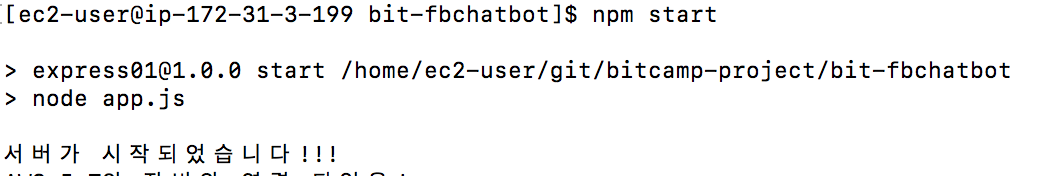 [ec2-user@ip-172-31-3-199 bit-fbchatbot]$ npm start
> express01@1.0.0 start /home/ec2-user/git/bitcamp-project/bit-fbchatbot
> node app.js
서버가 시작되었습니다!!!